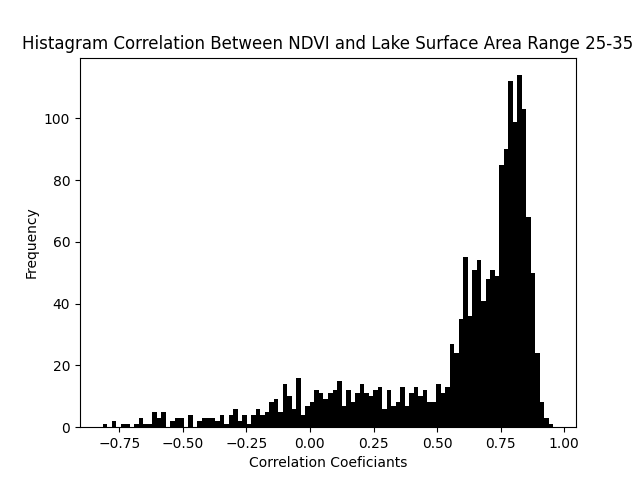 Histagram Correlation Between NDVI and Lake Surface Area Range 25-35
Frequency
100
80
60
40
20
0
−0.75 −0.50 −0.25 0.00 0.25 0.50 0.75 1.00
Correlation Coeficiants